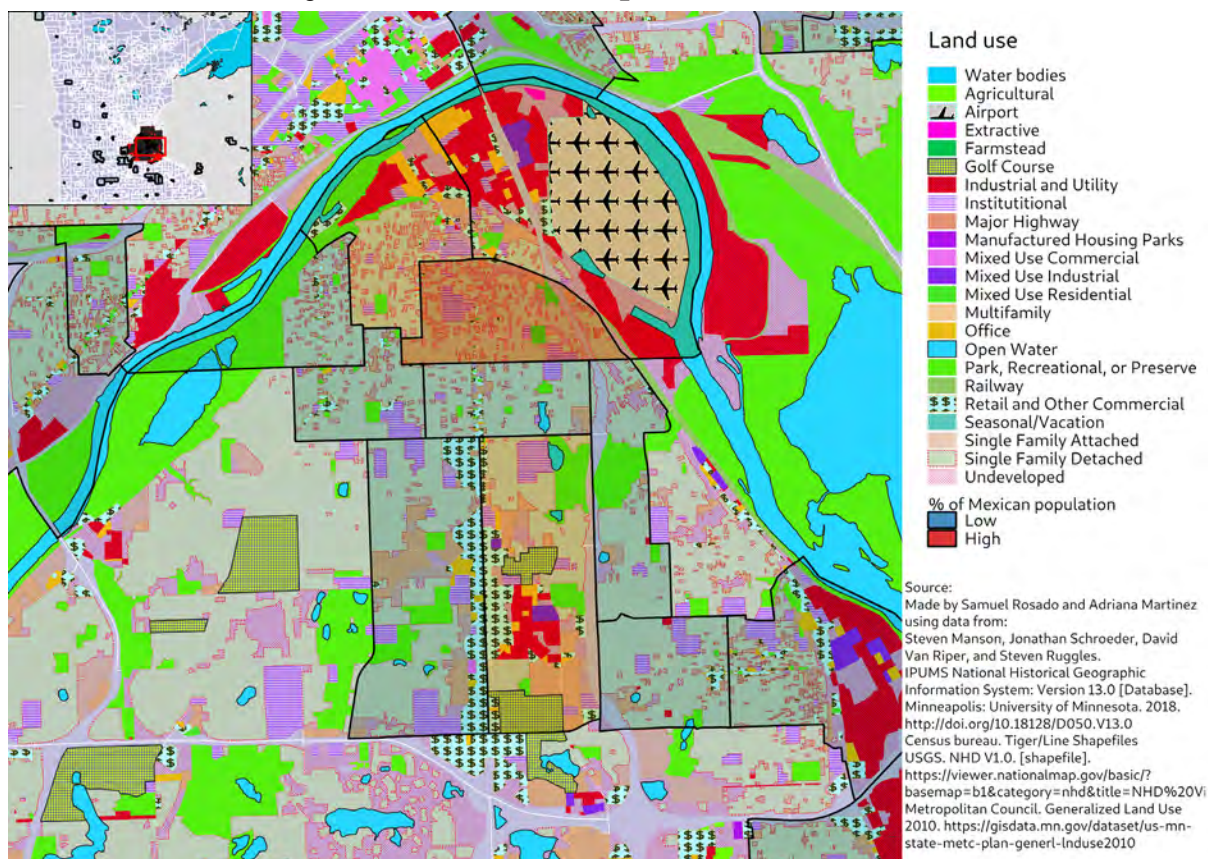 Land use
Water bodies
Agricultural
Airport
Extractive
Farmstead
Golf Course
Industrial and Utility
Institutitional
Major Highway
Manufactured Housing Parks
Mixed Use Commercial
Mixed Use Industrial
Mixed Use Residential
Multifamily
Office
Open Water
Park, Recreational, or Preserve
Railway
Retail and Other Commercial
Seasonal/Vacation
Single Family Attached
Single Family Detached
Undeveloped
% of Mexican population
Low
High
Source:
Made by Samuel Rosado and Adriana Martinez
using data from:
Steven Manson, Jonathan Schroeder, David
Van Riper, and Steven Ruggles.
IPUMS National Historical Geographic
Information System: Version 13.0 [Database].
Minneapolis: University of Minnesota. 2018.
http://doi.org/10.18128/D050.V13.0
Census bureau. Tiger/Line Shapefiles
USGS. NHD V1.0. [shapefile].
https://viewer.nationalmap.gov/basic/?
basemap=b1&category=nhd&title=NHD%20Vi
Metropolitan Council. Generalized Land Use
2010. https://gisdata.mn.gov/dataset/us-mn-
state-metc-plan-generl-lnduse2010